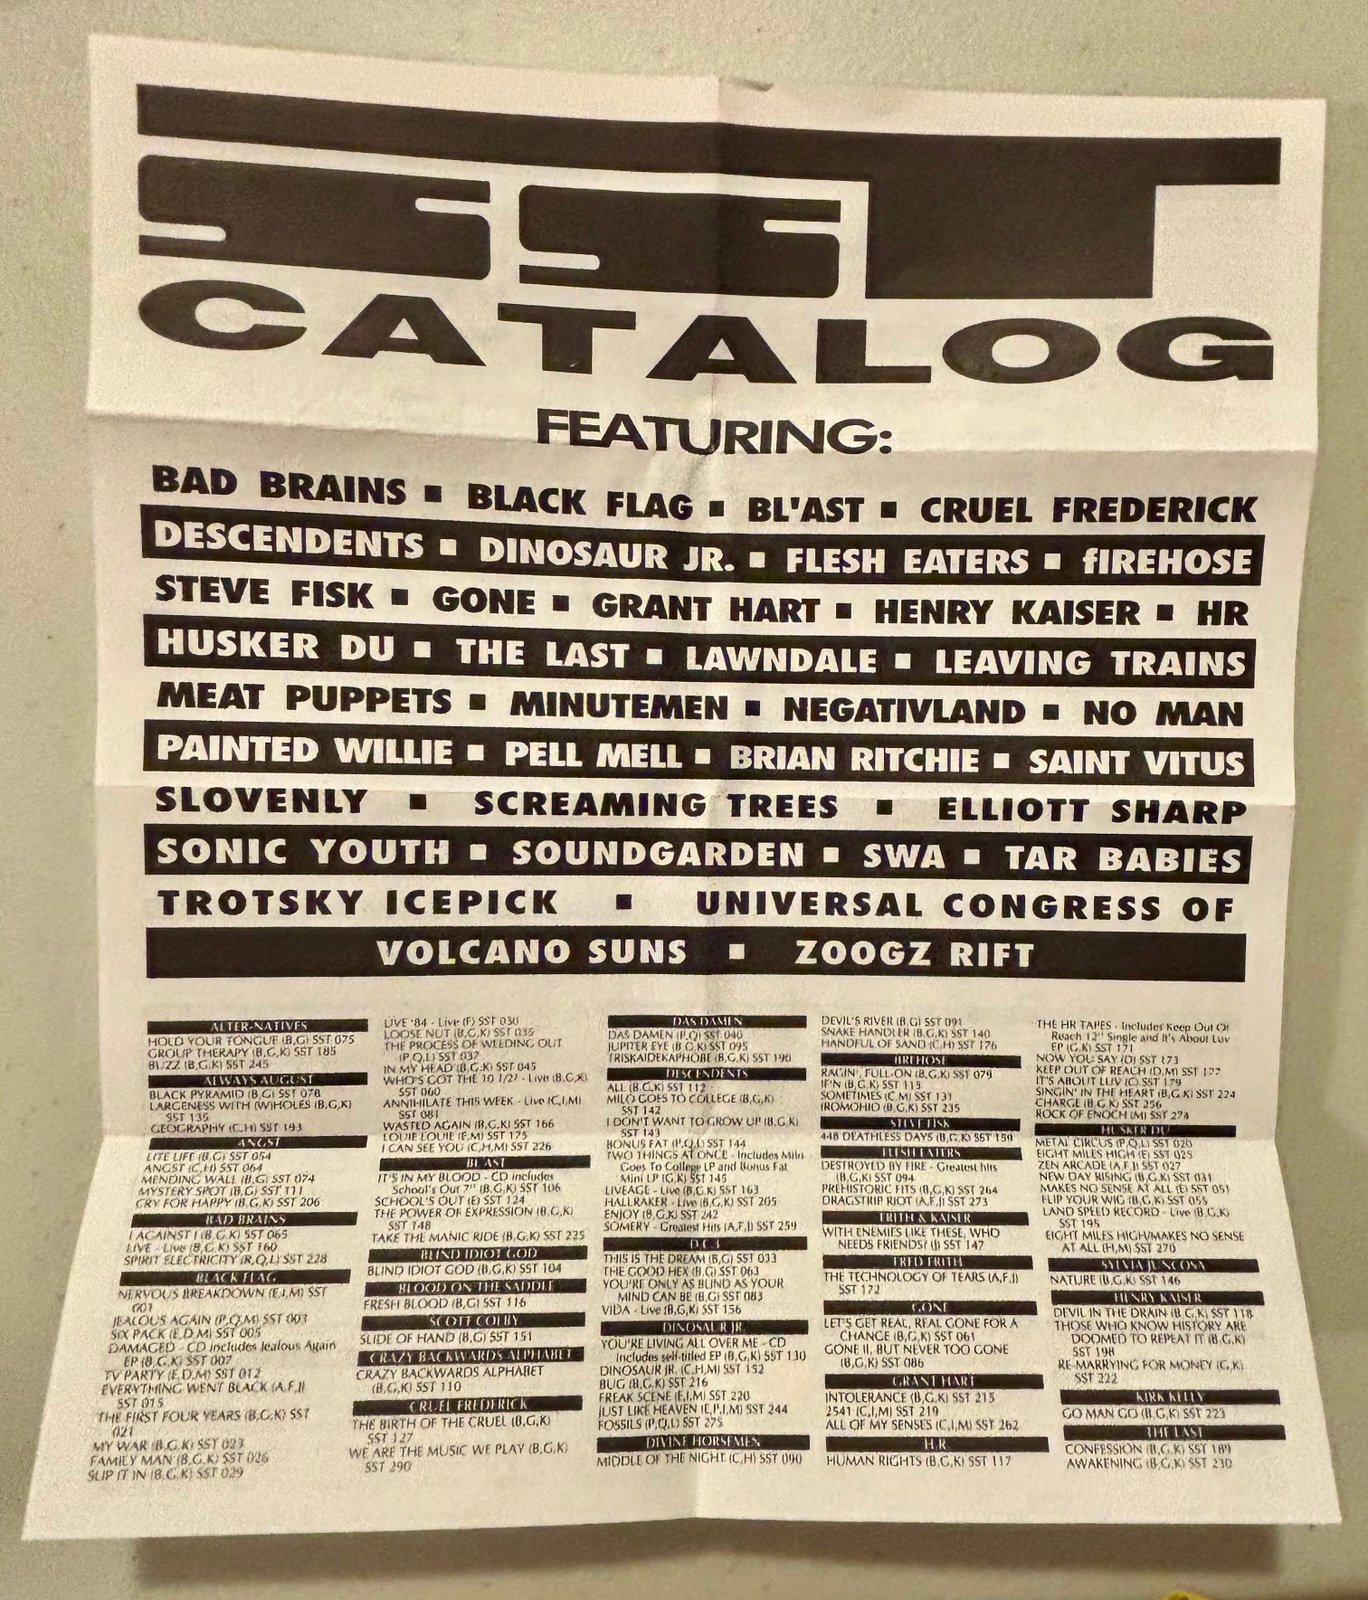 SST
CATALOG
FEATURING:
BAD BRAINS ■ BLACK FLAG ■ BL'AST ■ CRUEL FREDERICK
DESCENDENTS ■ DINOSAUR JR. ■ FLESH EATERS ■ fIREHOSE
STEVE FISK ■ GONE ■ GRANT HART ■ HENRY KAISER ■ HR
HUSKER DU ■ THE LAST ■ LAWNDALE ■ LEAVING TRAINS
MEAT PUPPETS ■ MINUTEMEN ■ NEGATIVLAND ■ NO MAN
PAINTED WILLIE ■ PELL MELL ■ BRIAN RITCHIE ■ SAINT VITUS
SLOVENLY ■ SCREAMING TREES ■ ELLIOTT SHARP
SONIC YOUTH ■ SOUNDGARDEN ■ SWA ■ TAR BABIES
TROTSKY ICEPICK ■ UNIVERSAL CONGRESS OF
VOLCANO SUNS ■ ZOOGZ RIFT
ALTER-NATIVES
HOLD YOUR TONGUE (B,G) SST 075
GROUP THERAPY (B,G,K) SST 185
BUZZ (B,G,K) SST 245
ALWAYS AUGUST
BLACK PYRAMID (B,G) SST 078
LARGENESS WITH (W)HOLES (B,G,K)
SST 135
GEOGRAPHY (C,H) SST 193
ANGST
LITE LIFE (B,G) SST 054
ANGST (C,H) SST 064
MENDING WALL (B,G) SST 074
MYSTERY SPOT (B,G) SST 111
CRY FOR HAPPY (B,G,K) SST 206
BAD BRAINS
I AGAINST I (B,G,K) SST 065
LIVE - Live (B,G,K) SST 160
SPIRIT ELECTRICITY (R,Q,L) SST 228
BLACK FLAG
NERVOUS BREAKDOWN (E,I,M) SST
001
JEALOUS AGAIN (P,Q,M) SST 003
SIX PACK (E,D,M) SST 005
DAMAGED - CD includes Jealous Again
EP (B,G,K) SST 007
TV PARTY (E,D,M) SST 012
EVERYTHING WENT BLACK (A,F,J)
SST 015
THE FIRST FOUR YEARS (B,G,K) SST
021
MY WAR (B,G,K) SST 023
FAMILY MAN (B,G,K) SST 026
SLIP IT IN (B,G,K) SST 029
LIVE '84 - Live (F) SST 030
LOOSE NUT (B,G,K) SST 035
THE PROCESS OF WEEDING OUT
(P,Q,L) SST 037
IN MY HEAD (B,G,K) SST 045
WHO'S GOT THE 10 1/2? - Live (B,G,K)
SST 060
ANNIHILATE THIS WEEK - Live (C,I,M)
SST 081
WASTED AGAIN (B,G,K) SST 166
LOUIE LOUIE (E,M) SST 175
I CAN SEE YOU (C,H,M) SST 226
BL'AST
IT'S IN MY BLOOD - CD includes
School's Out 7" (B,G,K) SST 106
SCHOOL'S OUT (E) SST 124
THE POWER OF EXPRESSION (B,G,K)
SST 148
TAKE THE MANIC RIDE (B,G,K) SST 225
BLIND IDIOT GOD
BLIND IDIOT GOD (B,G,K) SST 104
BLOOD ON THE SADDLE
FRESH BLOOD (B,G) SST 116
SCOTT COLBY
SLIDE OF HAND (B,G) SST 151
CRAZY BACKWARDS ALPHABET
CRAZY BACKWARDS ALPHABET
(B,G,K) SST 110
CRUEL FREDERICK
THE BIRTH OF THE CRUEL (B,G,K)
SST 127
WE ARE THE MUSIC WE PLAY (B,G,K)
SST 290
DAS DAMEN
DAS DAMEN (P,Q) SST 040
JUPITER EYE (B,G,K) SST 095
TRISKAIDEKAPHOBE (B,G,K) SST 190
DESCENDENTS
ALL (B,G,K) SST 112
MILO GOES TO COLLEGE (B,G,K)
SST 142
I DON'T WANT TO GROW UP (B,G,K)
SST 143
BONUS FAT (P,Q,L) SST 144
TWO THINGS AT ONCE - Includes Milo
Goes To College LP and Bonus Fat
Mini LP (G,K) SST 145
LIVEAGE - Live (B,G,K) SST 163
HALLRAKER - Live (B,G,K) SST 205
ENJOY (B,G,K) SST 242
SOMERY - Greatest Hits (A,F,J) SST 259
D.C.3
THIS IS THE DREAM (B,G) SST 033
THE GOOD HEX (B,G) SST 063
YOU'RE ONLY AS BLIND AS YOUR
MIND CAN BE (B,G) SST 083
VIDA - Live (B,G,K) SST 156
DINOSAUR JR.
YOU'RE LIVING ALL OVER ME - CD
includes self-titled EP (B,G,K) SST 130
DINOSAUR JR. (C,H,M) SST 152
BUG (B,G,K) SST 216
FREAK SCENE (E,I,M) SST 220
JUST LIKE HEAVEN (E,P,I,M) SST 244
FOSSILS (P,Q,L) SST 275
DIVINE HORSEMEN
MIDDLE OF THE NIGHT (C,H) SST 090
DEVIL'S RIVER (B,G) SST 091
SNAKE HANDLER (B,G,K) SST 140
HANDFUL OF SAND (C,H) SST 176
fIREHOSE
RAGIN', FULL-ON (B,G,K) SST 079
IF'N (B,G,K) SST 115
SOMETIMES (C,M) SST 131
fROMOHIO (B,G,K) SST 235
STEVE FISK
448 DEATHLESS DAYS (B,G,K) SST 159
FLESH EATERS
DESTROYED BY FIRE - Greatest hits
(B,G,K) SST 094
PREHISTORIC FITS (B,G,K) SST 264
DRAGSTRIP RIOT (A,F,J) SST 273
FRITH & KAISER
WITH ENEMIES LIKE THESE, WHO
NEEDS FRIENDS? (J) SST 147
FRED FRITH
THE TECHNOLOGY OF TEARS (A,F,J)
SST 172
GONE
LET'S GET REAL, REAL GONE FOR A
CHANGE (B,G,K) SST 061
GONE II, BUT NEVER TOO GONE
(B,G,K) SST 086
GRANT HART
INTOLERANCE (B,G,K) SST 215
2541 (C,I,M) SST 219
ALL OF MY SENSES (C,I,M) SST 262
H.R.
HUMAN RIGHTS (B,G,K) SST 117
THE HR TAPES - Includes Keep Out Of
Reach 12" Single and It's About Luv
EP (G,K) SST 171
NOW YOU SAY (D) SST 173
KEEP OUT OF REACH (D,M) SST 177
IT'S ABOUT LUV (C) SST 179
SINGIN' IN THE HEART (B,G,K) SST 224
CHARGE (B,G,K) SST 256
ROCK OF ENOCH (M) SST 274
HUSKER DU
METAL CIRCUS (P,Q,L) SST 020
EIGHT MILES HIGH (E) SST 025
ZEN ARCADE (A,F,J) SST 027
NEW DAY RISING (B,G,K) SST 031
MAKES NO SENSE AT ALL (E) SST 051
FLIP YOUR WIG (B,G,K) SST 055
LAND SPEED RECORD - Live (B,G,K)
SST 195
EIGHT MILES HIGH/MAKES NO SENSE
AT ALL (H,M) SST 270
SYLVIA JUNCOSA
NATURE (B,G,K) SST 146
HENRY KAISER
DEVIL IN THE DRAIN (B,G,K) SST 118
THOSE WHO KNOW HISTORY ARE
DOOMED TO REPEAT IT (B,G,K)
SST 198
RE-MARRYING FOR MONEY (G,K)
SST 222
KIRK KELLY
GO MAN GO (B,G,K) SST 223
THE LAST
CONFESSION (B,G,K) SST 189
AWAKENING (B,G,K) SST 230